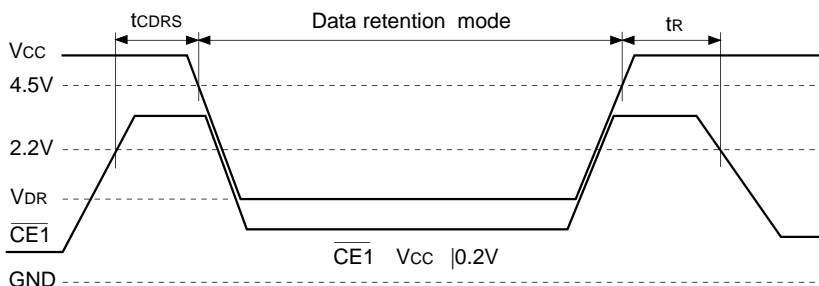 tCDRS Data retention mode tR
VCC
4.5V
2.2V
VDR
CE1
CE1 VCC |0.2V
GND